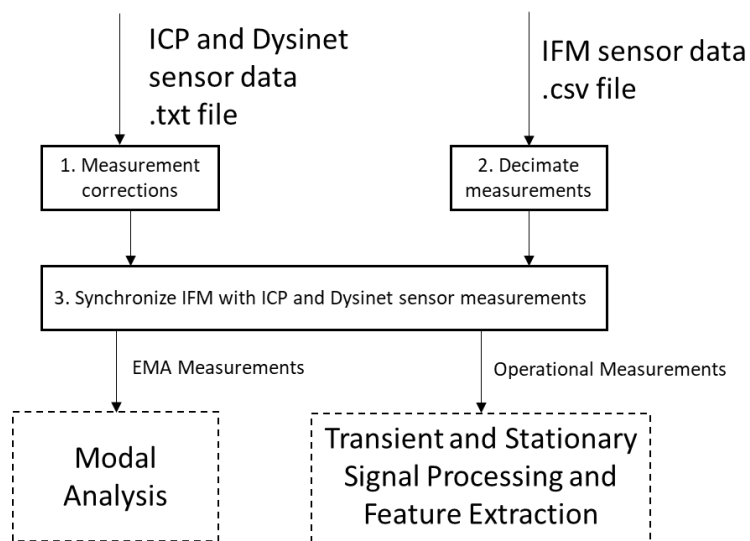 ICP and Dysinet
sensor data
.txt file
IFM sensor data
.csv file
1. Measurement
corrections
2. Decimate
measurements
3. Synchronize IFM with ICP and Dysinet sensor measurements
EMA Measurements
Operational Measurements
Modal
Analysis
Transient and Stationary
Signal Processing and
Feature Extraction